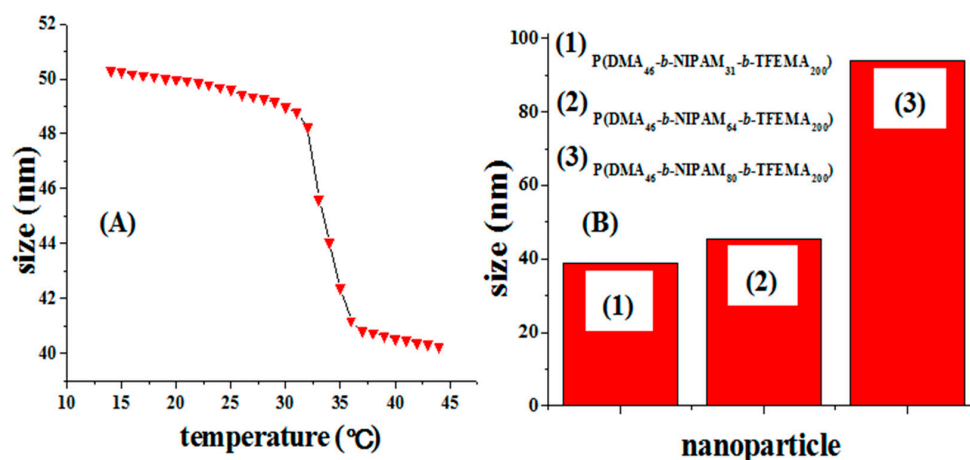 52
50
48
46
44
42
40
size (nm)
(A)
10 15 20 25 30 35 40 45
temperature (℃)
100
80
60
40
20
0
size (nm)
(1) P(DMA46-b-NIPAM31-b-TFEMA200)
(2) P(DMA46-b-NIPAM64-b-TFEMA200)
(3) P(DMA46-b-NIPAM80-b-TFEMA200)
(B)
(1)
(2)
(3)
nanoparticle